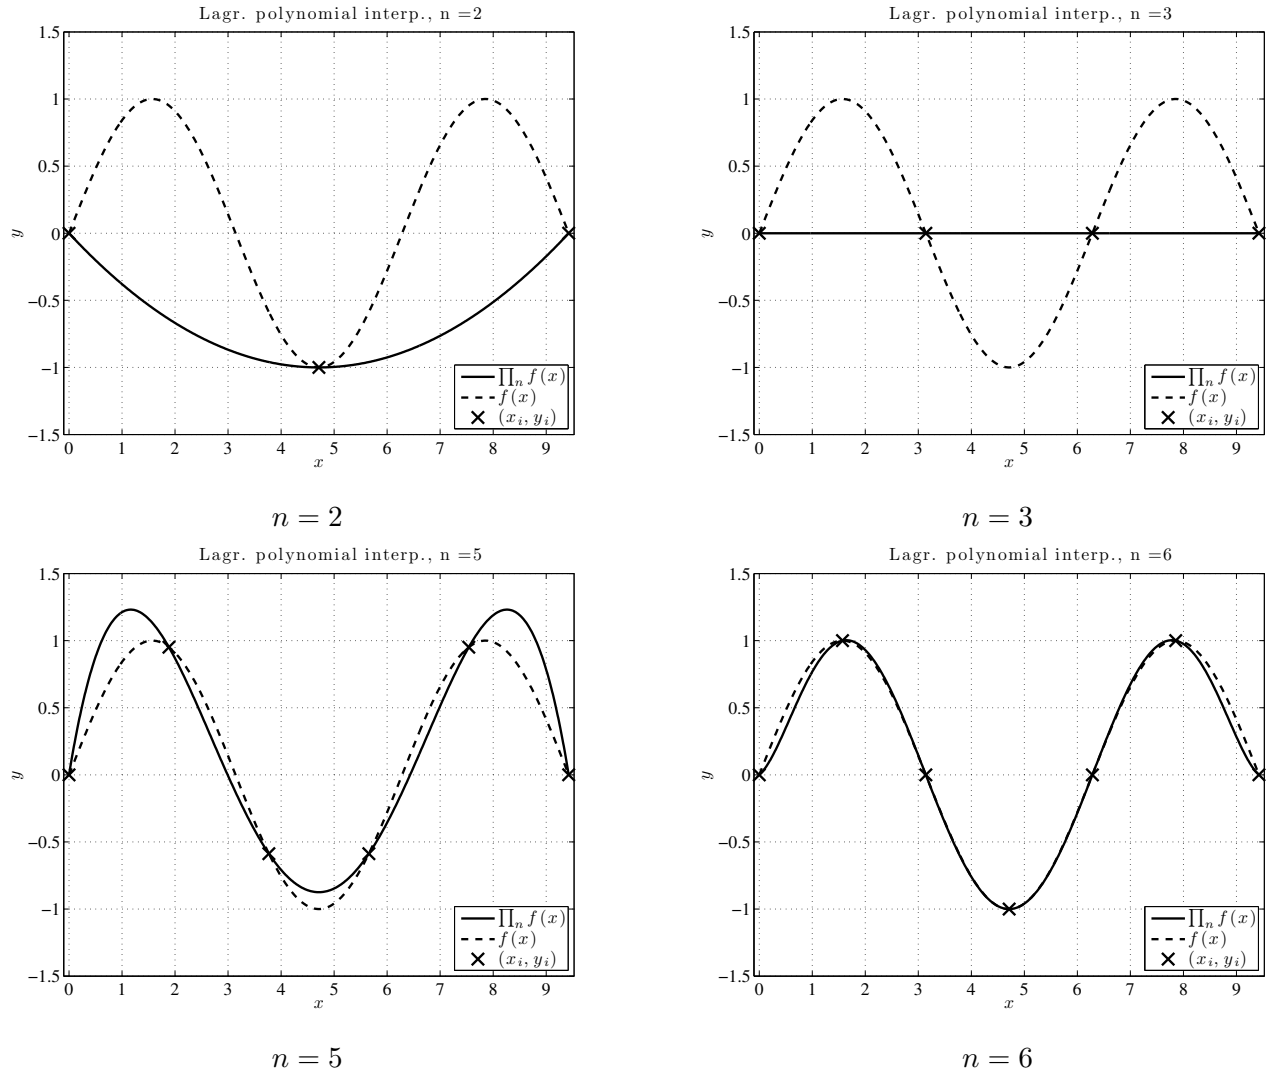 Lagr. polynomial interp., n =2
1.5
1
0.5
0
−0.5
−1
−1.5
y
0 1 2 3 4 5 6 7 8 9
x
∏ₙ f(x)
f(x)
(xᵢ, yᵢ)
n = 2
Lagr. polynomial interp., n =3
1.5
1
0.5
0
−0.5
−1
−1.5
y
0 1 2 3 4 5 6 7 8 9
x
∏ₙ f(x)
f(x)
(xᵢ, yᵢ)
n = 3
Lagr. polynomial interp., n =5
1.5
1
0.5
0
−0.5
−1
−1.5
y
0 1 2 3 4 5 6 7 8 9
x
∏ₙ f(x)
f(x)
(xᵢ, yᵢ)
n = 5
Lagr. polynomial interp., n =6
1.5
1
0.5
0
−0.5
−1
−1.5
y
0 1 2 3 4 5 6 7 8 9
x
∏ₙ f(x)
f(x)
(xᵢ, yᵢ)
n = 6